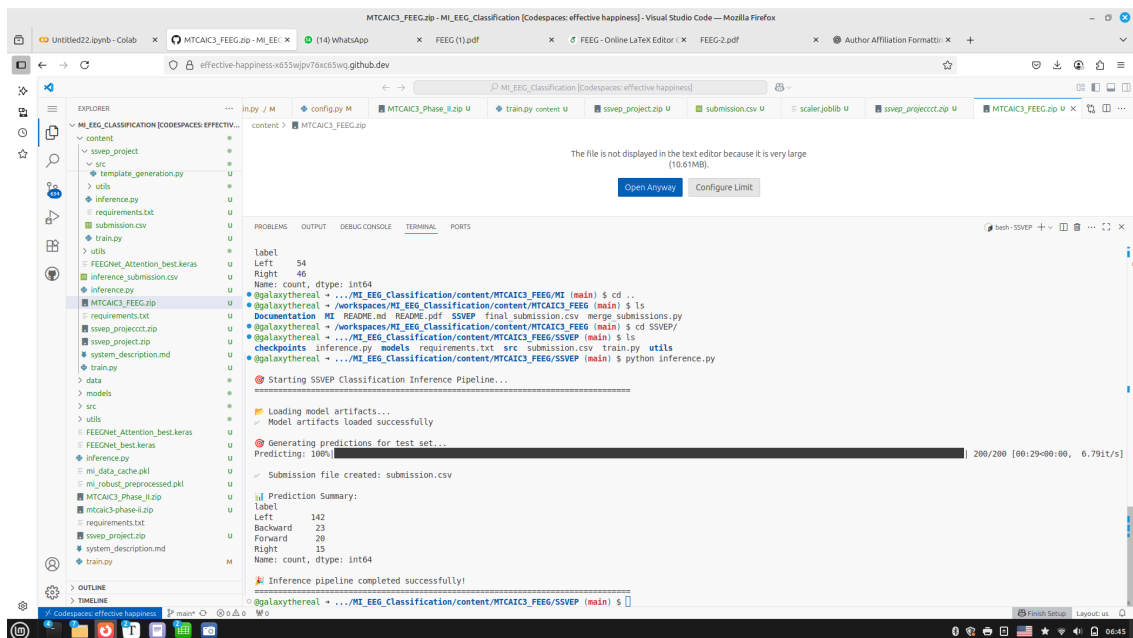 MTCAIC3_FEEG.zip - MI_EEG_Classification [Codespaces: effective happiness] - Visual Studio Code — Mozilla Firefox
Untitled22.ipynb - Colab
MTCAIC3_FEEG.zip - MI_EEC
(14) WhatsApp
FEEG (1).pdf
FEEG - Online LaTeX Editor
FEEG-2.pdf
Author Affiliation Formattin
effective-happiness-x655wjpv76xc65wq.github.dev
MI_EEG_Classification [Codespaces: effective happiness]
EXPLORER
in.py ./ M
config.py M
MTCAIC3_Phase_II.zip U
train.py content U
ssvep_project.zip U
submission.csv U
scaler.joblib U
ssvep_projeccct.zip U
MTCAIC3_FEEG.zip U
MI_EEG_CLASSIFICATION [CODESPACES: EFFECTIV...
content > MTCAIC3_FEEG.zip
content
ssvep_project
src
template_generation.py U
utils
inference.py U
requirements.txt U
submission.csv U
train.py U
utils
FEEGNet_Attention_best.keras U
inference_submission.csv U
inference.py U
MTCAIC3_FEEG.zip U
requirements.txt U
ssvep_projeccct.zip U
ssvep_project.zip U
system_description.md U
train.py U
data
models
src
utils
FEEGNet_Attention_best.keras U
FEEGNet_best.keras U
inference.py U
mi_data_cache.pkl U
mi_robust_preprocessed.pkl U
MTCAIC3_Phase_II.zip U
mtcaic3-phase-ii.zip U
requirements.txt
ssvep_project.zip U
system_description.md
train.py M
OUTLINE
TIMELINE
634
The file is not displayed in the text editor because it is very large
(10.61MB).
Open Anyway
Configure Limit
PROBLEMS OUTPUT DEBUG CONSOLE TERMINAL PORTS
bash - SSVEP
label
Left 54
Right 46
Name: count, dtype: int64
@galaxythereal → .../MI_EEG_Classification/content/MTCAIC3_FEEG/MI (main) $ cd ..
@galaxythereal → /workspaces/MI_EEG_Classification/content/MTCAIC3_FEEG (main) $ ls
Documentation MI README.md README.pdf SSVEP final_submission.csv merge_submissions.py
@galaxythereal → /workspaces/MI_EEG_Classification/content/MTCAIC3_FEEG (main) $ cd SSVEP/
@galaxythereal → .../MI_EEG_Classification/content/MTCAIC3_FEEG/SSVEP (main) $ ls
checkpoints inference.py models requirements.txt src submission.csv train.py utils
@galaxythereal → .../MI_EEG_Classification/content/MTCAIC3_FEEG/SSVEP (main) $ python inference.py
🎯 Starting SSVEP Classification Inference Pipeline...
📂 Loading model artifacts...
✅ Model artifacts loaded successfully
🎯 Generating predictions for test set...
Predicting: 100%| | 200/200 [00:29<00:00, 6.79it/s]
✅ Submission file created: submission.csv
📊 Prediction Summary:
label
Left 142
Backward 23
Forward 20
Right 15
Name: count, dtype: int64
🎉 Inference pipeline completed successfully!
@galaxythereal → .../MI_EEG_Classification/content/MTCAIC3_FEEG/SSVEP (main) $
Codespaces: effective happiness
main*
0 0
0
Finish Setup
Layout: us
06:45